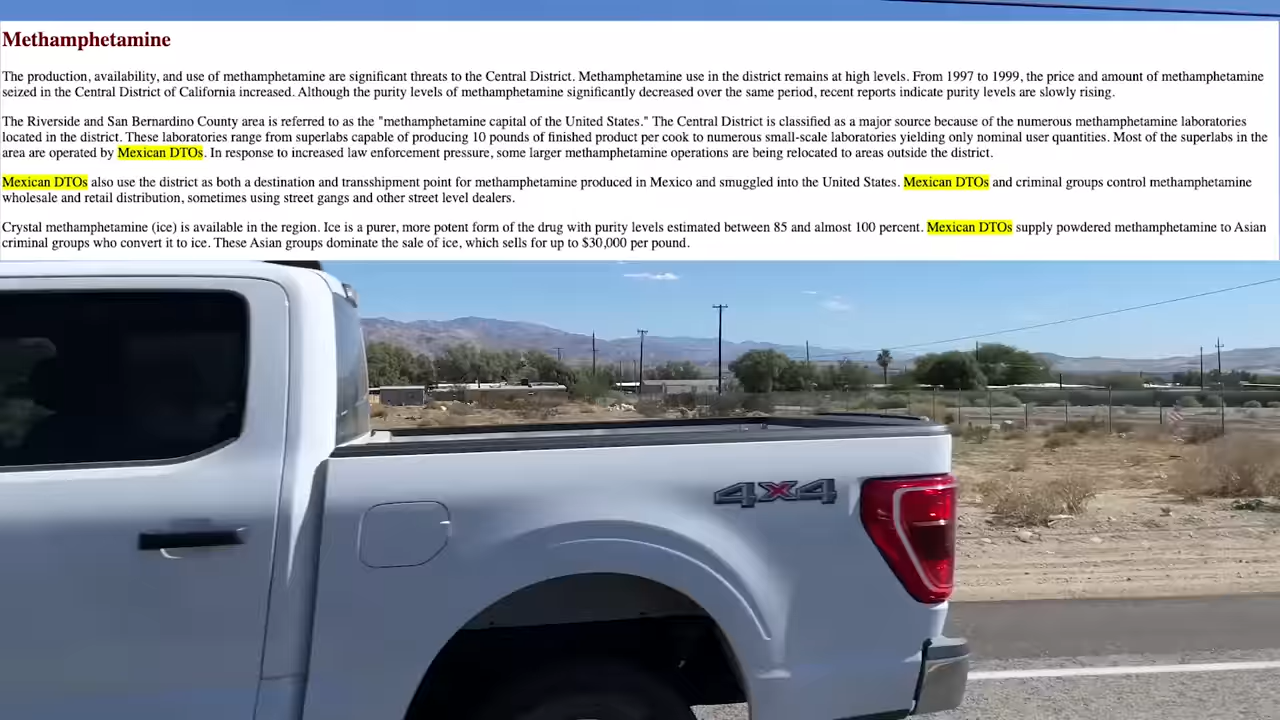 Methamphetamine
The production, availability, and use of methamphetamine are significant threats to the Central District. Methamphetamine use in the district remains at high levels. From 1997 to 1999, the price and amount of methamphetamine
seized in the Central District of California increased. Although the purity levels of methamphetamine significantly decreased over the same period, recent reports indicate purity levels are slowly rising.
The Riverside and San Bernardino County area is referred to as the "methamphetamine capital of the United States." The Central District is classified as a major source because of the numerous methamphetamine laboratories
located in the district. These laboratories range from superlabs capable of producing 10 pounds of finished product per cook to numerous small-scale laboratories yielding only nominal user quantities. Most of the superlabs in the
area are operated by Mexican DTOs. In response to increased law enforcement pressure, some larger methamphetamine operations are being relocated to areas outside the district.
Mexican DTOs also use the district as both a destination and transshipment point for methamphetamine produced in Mexico and smuggled into the United States. Mexican DTOs and criminal groups control methamphetamine
wholesale and retail distribution, sometimes using street gangs and other street level dealers.
Crystal methamphetamine (ice) is available in the region. Ice is a purer, more potent form of the drug with purity levels estimated between 85 and almost 100 percent. Mexican DTOs supply powdered methamphetamine to Asian
criminal groups who convert it to ice. These Asian groups dominate the sale of ice, which sells for up to $30,000 per pound.
4x4